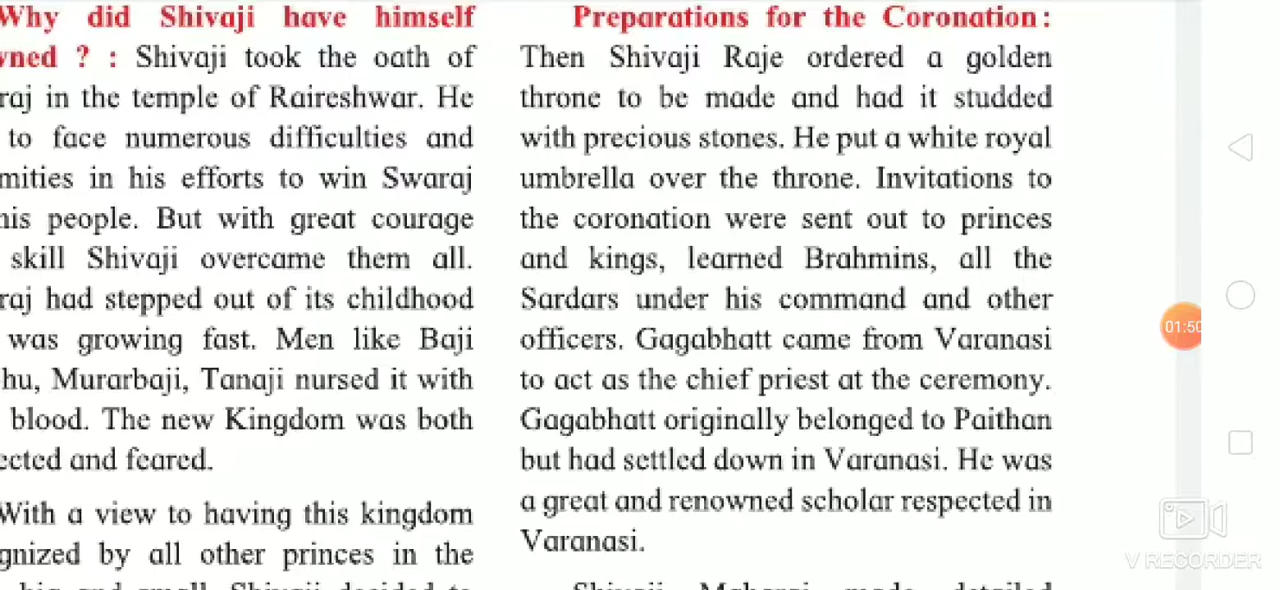 Why did Shivaji have himself
? : Shivaji took the oath of
in the temple of Raireshwar. He
to face numerous difficulties and
in his efforts to win Swaraj
people. But with great courage
skill Shivaji overcame them all.
had stepped out of its childhood
was growing fast. Men like Baji
Murarbaji, Tanaji nursed it with
blood. The new Kingdom was both
and feared.
With a view to having this kingdom
by all other princes in the
Preparations for the Coronation :
Then Shivaji Raje ordered a golden
throne to be made and had it studded
with precious stones. He put a white royal
umbrella over the throne. Invitations to
the coronation were sent out to princes
and kings, learned Brahmins, all the
Sardars under his command and other
officers. Gagabhatt came from Varanasi
to act as the chief priest at the ceremony.
Gagabhatt originally belonged to Paithan
but had settled down in Varanasi. He was
a great and renowned scholar respected in
Varanasi.
01:50
V RECORDER